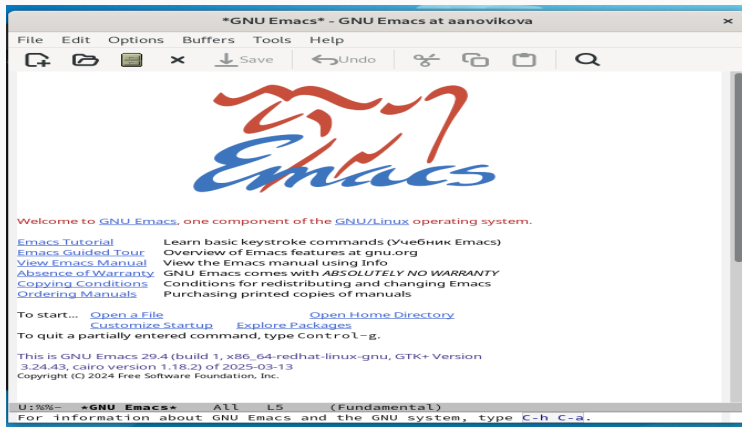 *GNU Emacs* - GNU Emacs at aanovikova
File Edit Options Buffers Tools Help
Save Undo
Emacs
Welcome to GNU Emacs, one component of the GNU/Linux operating system.
Emacs Tutorial Learn basic keystroke commands (Учебник Emacs)
Emacs Guided Tour Overview of Emacs features at gnu.org
View Emacs Manual View the Emacs manual using Info
Absence of Warranty GNU Emacs comes with ABSOLUTELY NO WARRANTY
Copying Conditions Conditions for redistributing and changing Emacs
Ordering Manuals Purchasing printed copies of manuals
To start... Open a File Open Home Directory
Customize Startup Explore Packages
To quit a partially entered command, type Control-g.
This is GNU Emacs 29.4 (build 1, x86_64-redhat-linux-gnu, GTK+ Version
3.24.43, cairo version 1.18.2) of 2025-03-13
Copyright (C) 2024 Free Software Foundation, Inc.
U:%%- *GNU Emacs* All L5 (Fundamental)
For information about GNU Emacs and the GNU system, type C-h C-a.